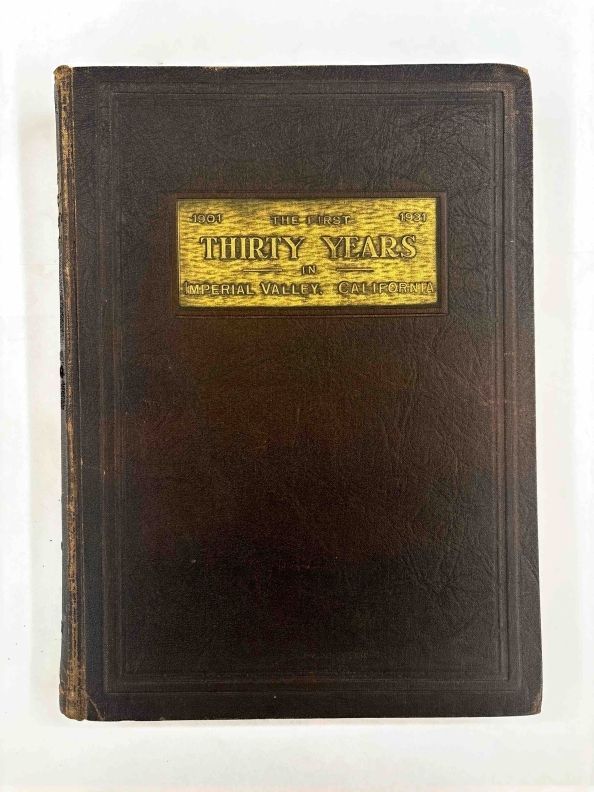 1901 THE FIRST 1931
THIRTY YEARS
IN
IMPERIAL VALLEY, CALIFORNIA